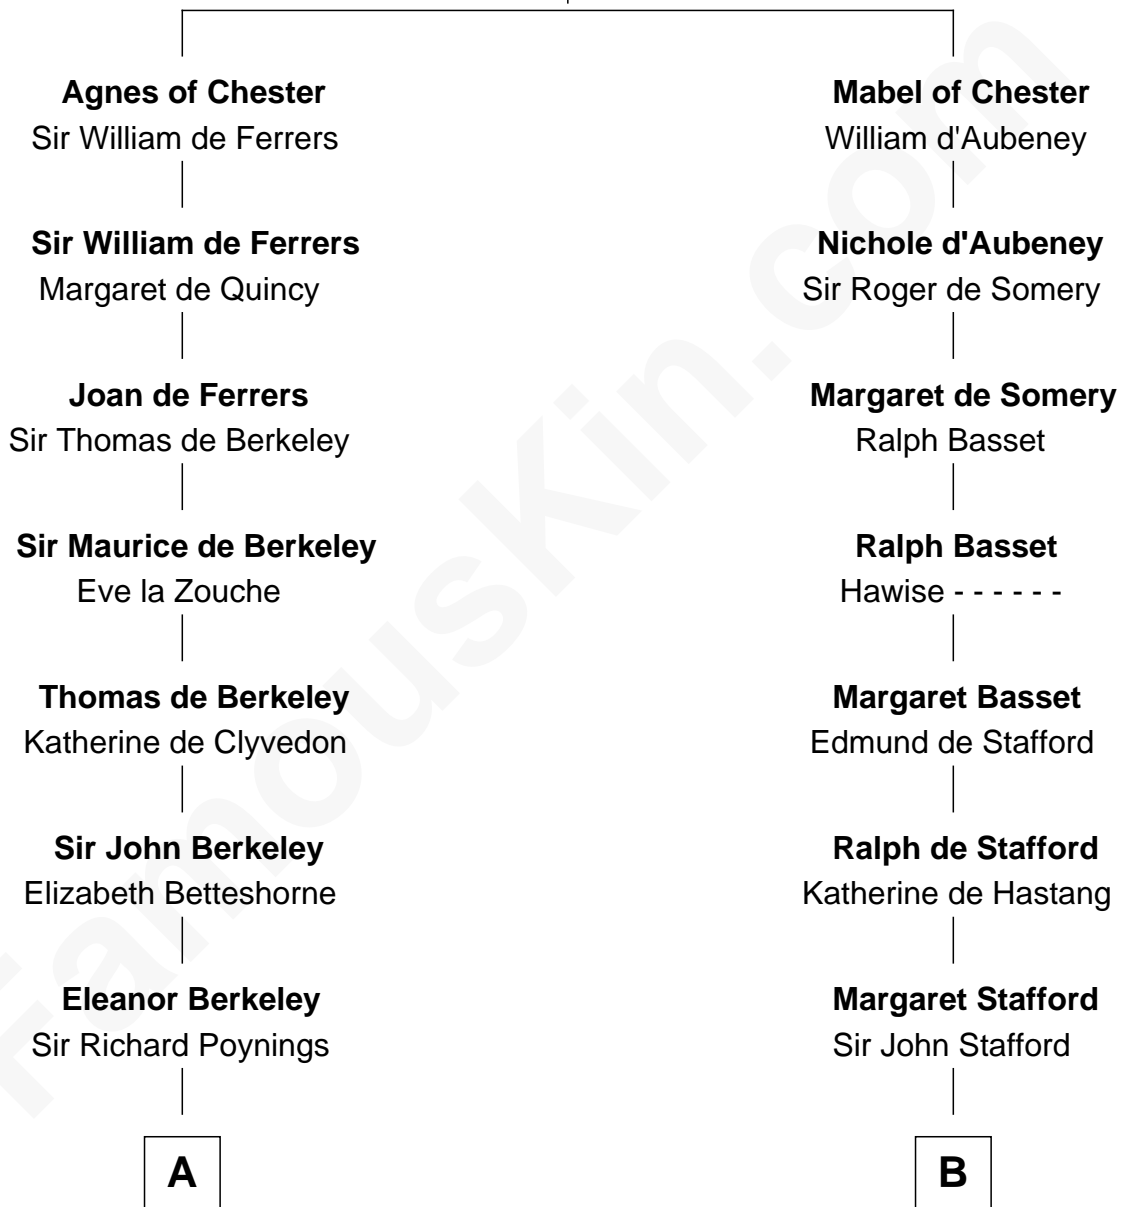 Agnes of Chester
Sir William de Ferrers
Sir William de Ferrers
Margaret de Quincy
Joan de Ferrers
Sir Thomas de Berkeley
Sir Maurice de Berkeley
Eve la Zouche
Thomas de Berkeley
Katherine de Clyvedon
Sir John Berkeley
Elizabeth Betteshorne
Eleanor Berkeley
Sir Richard Poynings
A
Mabel of Chester
William d'Aubeney
Nichole d'Aubeney
Sir Roger de Somery
Margaret de Somery
Ralph Basset
Ralph Basset
Hawise - - - - - -
Margaret Basset
Edmund de Stafford
Ralph de Stafford
Katherine de Hastang
Margaret Stafford
Sir John Stafford
B
FamousKin.com